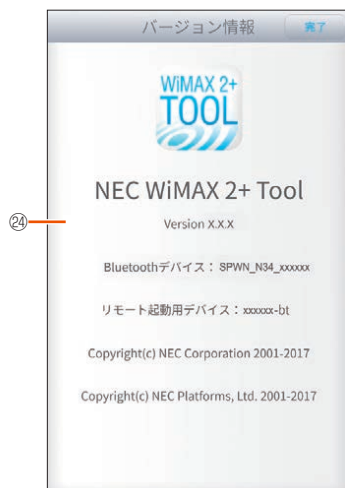 バージョン情報 完了
WiMAX 2+
TOOL
NEC WiMAX 2+ Tool
㉔
Version X.X.X
Bluetoothデバイス： SPWN_N34_xxxxxx
リモート起動用デバイス：xxxxxx-bt
Copyright(c) NEC Corporation 2001-2017
Copyright(c) NEC Platforms, Ltd. 2001-2017